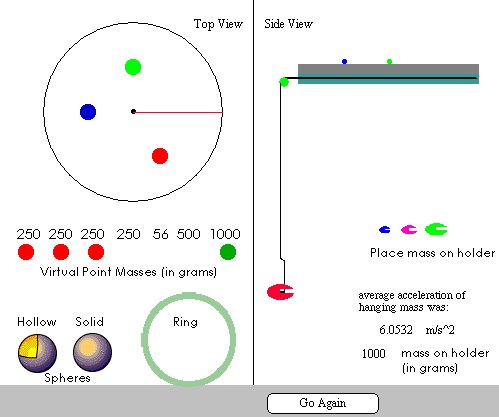 Top View
Side View
250 250 250 250 56 500 1000
Virtual Point Masses (in grams)
Place mass on holder
average acceleration of
hanging mass was:
6.0532 m/s^2
1000 mass on holder
(in grams)
Hollow Solid
Ring
Spheres
Go Again